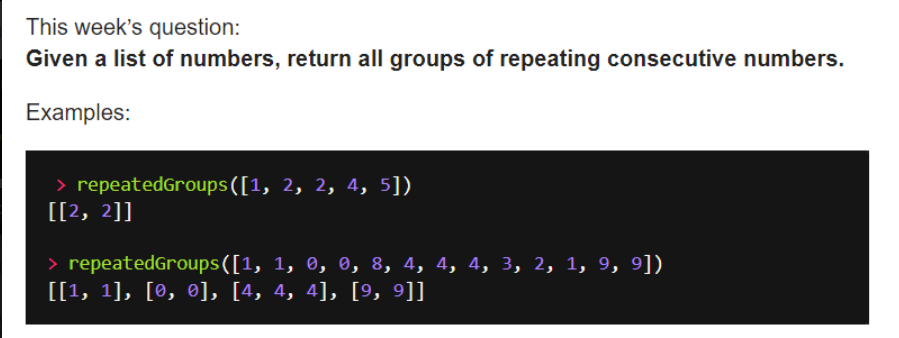 This week’s question:
Given a list of numbers, return all groups of repeating consecutive numbers.
Examples:
> repeatedGroups([1, 2, 2, 4, 5])
[[2, 2]]
> repeatedGroups([1, 1, 0, 0, 8, 4, 4, 4, 3, 2, 1, 9, 9])
[[1, 1], [0, 0], [4, 4, 4], [9, 9]]